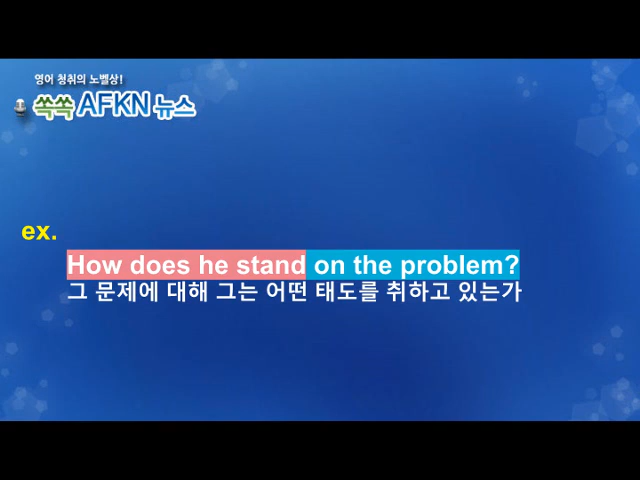 영어 청취의 노벨상!
쏙쏙 AFKN 뉴스
ex.
How does he stand on the problem?
그 문제에 대해 그는 어떤 태도를 취하고 있는가